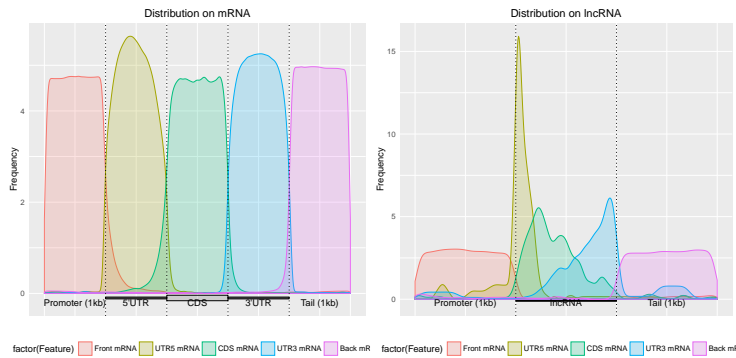 Distribution on mRNA
Frequency
4
2
0
Promoter (1kb) 5'UTR CDS 3'UTR Tail (1kb)
factor(Feature) Front mRNA UTR5 mRNA CDS mRNA UTR3 mRNA Back mR
Distribution on lncRNA
Frequency
15
10
5
0
Promoter (1kb) lncRNA Tail (1kb)
factor(Feature) Front mRNA UTR5 mRNA CDS mRNA UTR3 mRNA Back mR